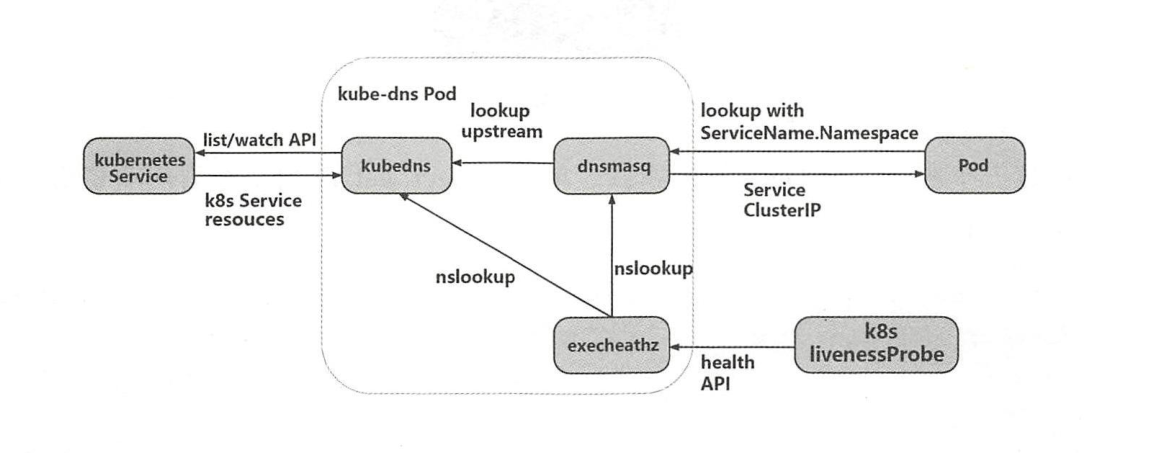 kube-dns Pod
lookup
upstream
lookup with
ServiceName.Namespace
list/watch API
kubernetes
Service
kubedns
dnsmasq
Pod
k8s Service
resouces
Service
ClusterIP
nslookup
nslookup
execheathz
k8s
livenessProbe
health
API